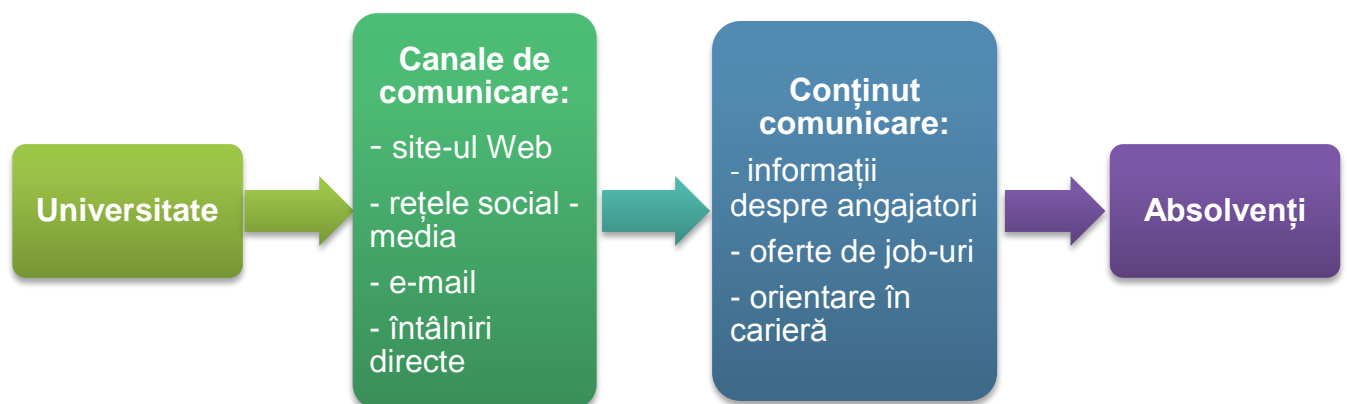 Universitate
Canale de
comunicare:
- site-ul Web
- rețele social -
media
- e-mail
- întâlniri
directe
Conținut
comunicare:
- informații
despre angajatori
- oferte de job-uri
- orientare în
carieră
Absolvenți